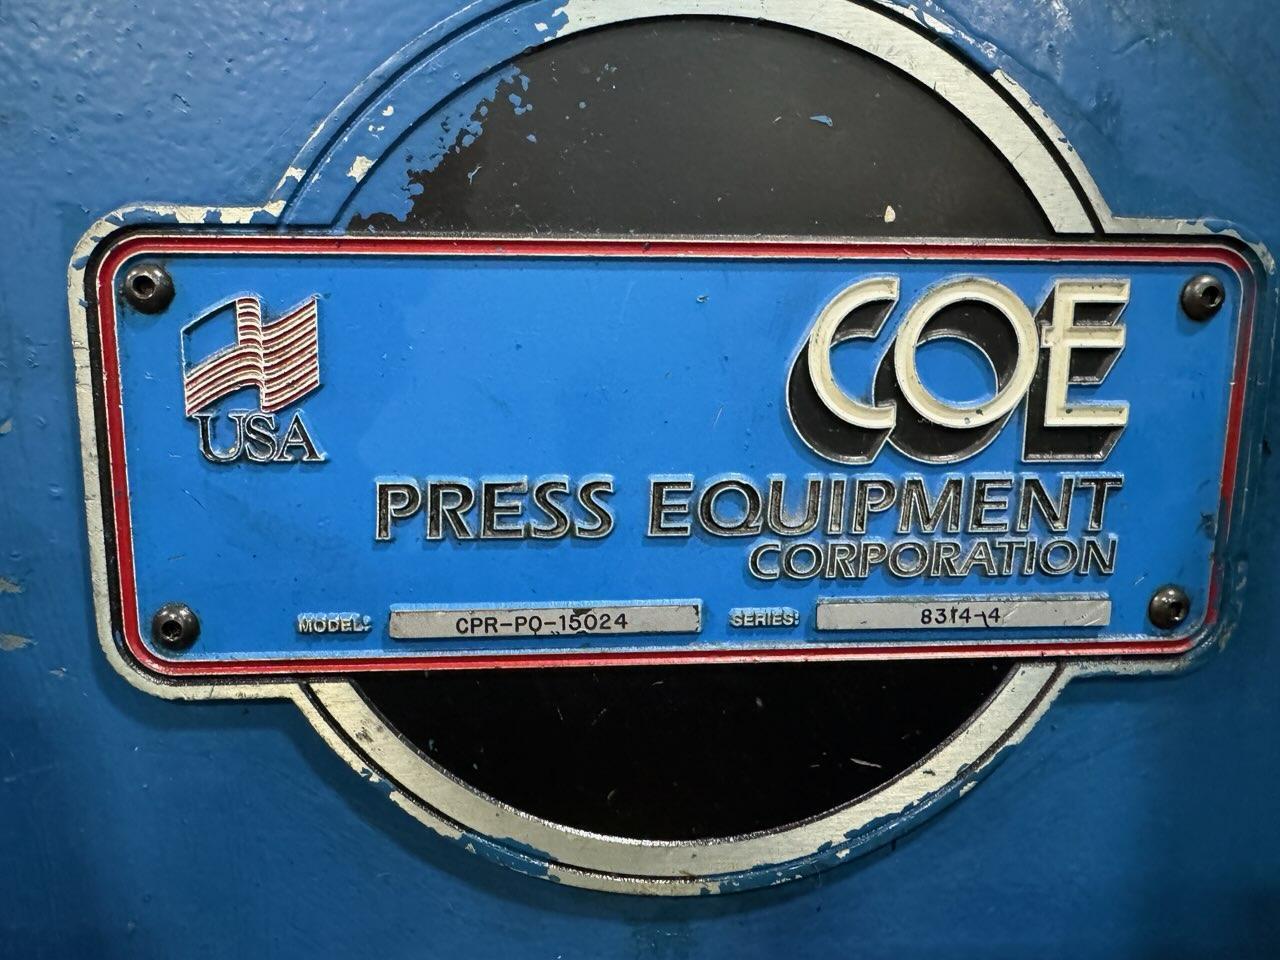 COE
USA
PRESS EQUIPMENT
CORPORATION
MODEL: CPR-PO-15024 SERIES: 8314-4